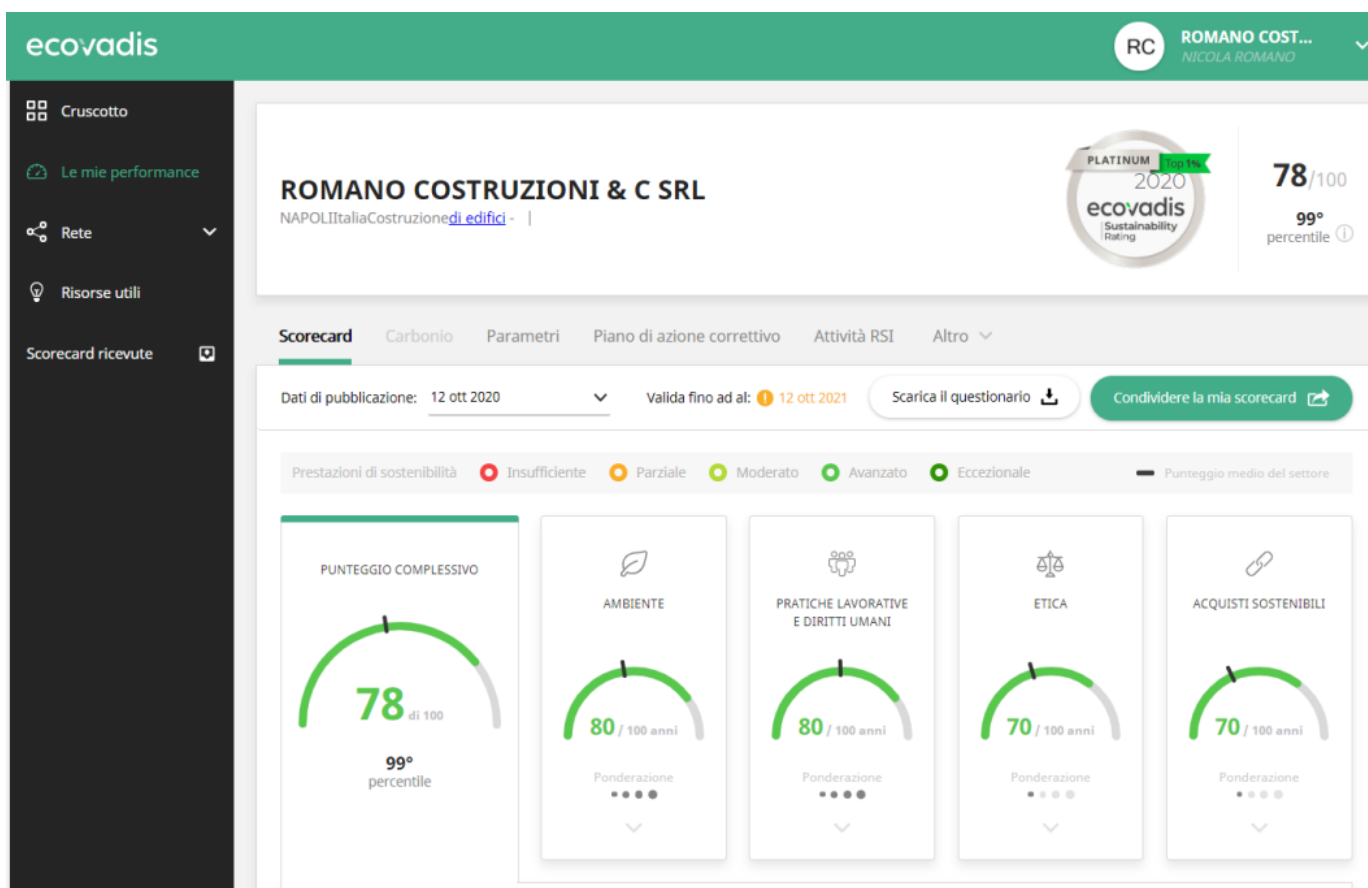 ecovadis
RC
ROMANO COST...
NICOLA ROMANO
Cruscotto
Le mie performance
Rete
Risorse utili
Scorecard ricevute
ROMANO COSTRUZIONI & C SRL
NAPOLIItaliaCostruzionedi edifici - |
PLATINUM
Top 1%
2020
ecovadis
Sustainability
Rating
78/100
99°
percentile
Scorecard
Carbonio
Parametri
Piano di azione correttivo
Attività RSI
Altro
Dati di pubblicazione: 12 ott 2020
Valida fino ad al: 12 ott 2021
Scarica il questionario
Condividere la mia scorecard
Prestazioni di sostenibilità
Insufficiente
Parziale
Moderato
Avanzato
Eccezionale
Punteggio medio del settore
PUNTEGGIO COMPLESSIVO
78 di 100
99°
percentile
AMBIENTE
80 / 100 anni
Ponderazione
PRATICHE LAVORATIVE
E DIRITTI UMANI
80 / 100 anni
Ponderazione
ETICA
70 / 100 anni
Ponderazione
ACQUISTI SOSTENIBILI
70 / 100 anni
Ponderazione